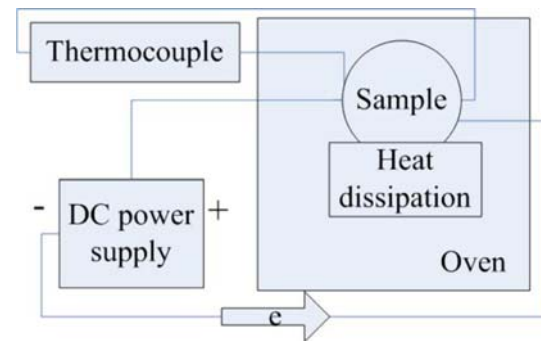 Thermocouple
Sample
Heat
dissipation
- DC power +
supply
Oven
e